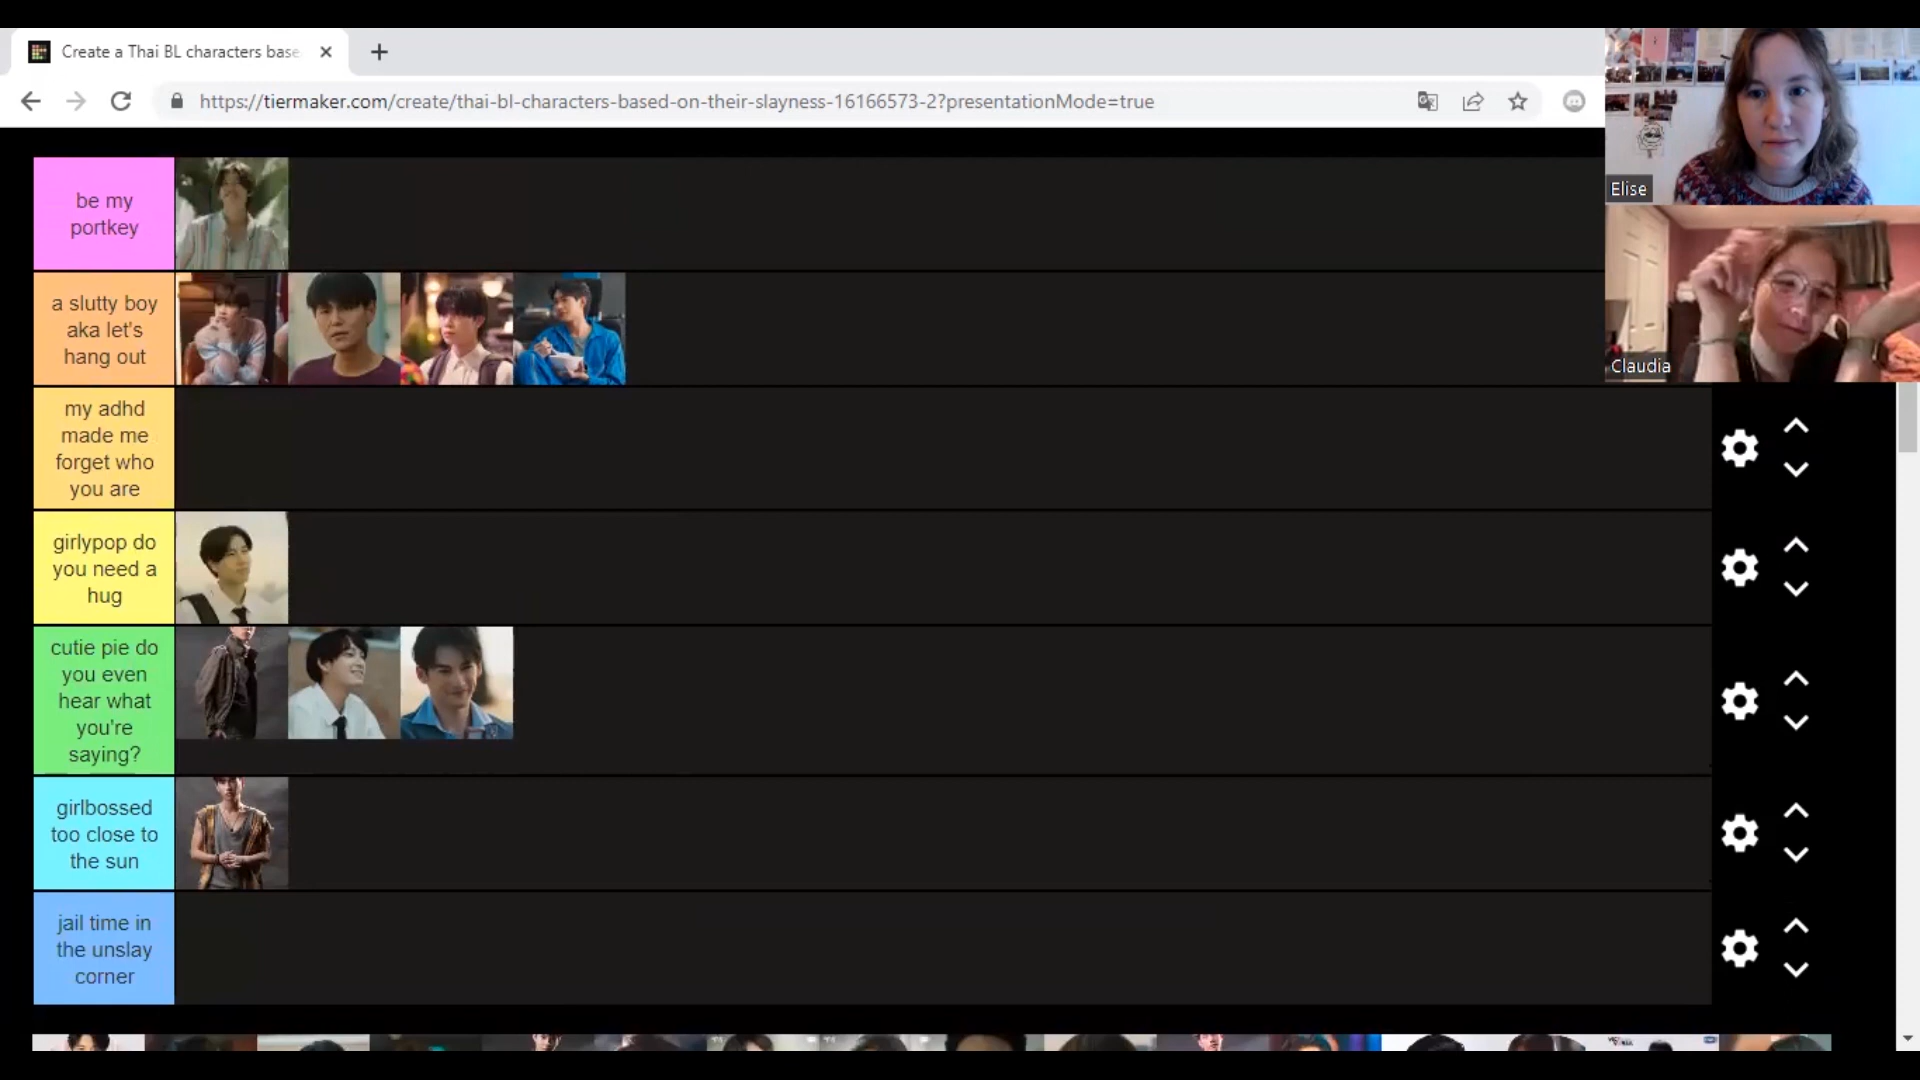 Create a Thai BL characters base
https://tiermaker.com/create/thai-bl-characters-based-on-their-slayness-16166573-2?presentationMode=true
Elise
Claudia
be my
portkey
a slutty boy
aka let's
hang out
my adhd
made me
forget who
you are
girlypop do
you need a
hug
cutie pie do
you even
hear what
you're
saying?
girlbossed
too close to
the sun
jail time in
the unslay
corner